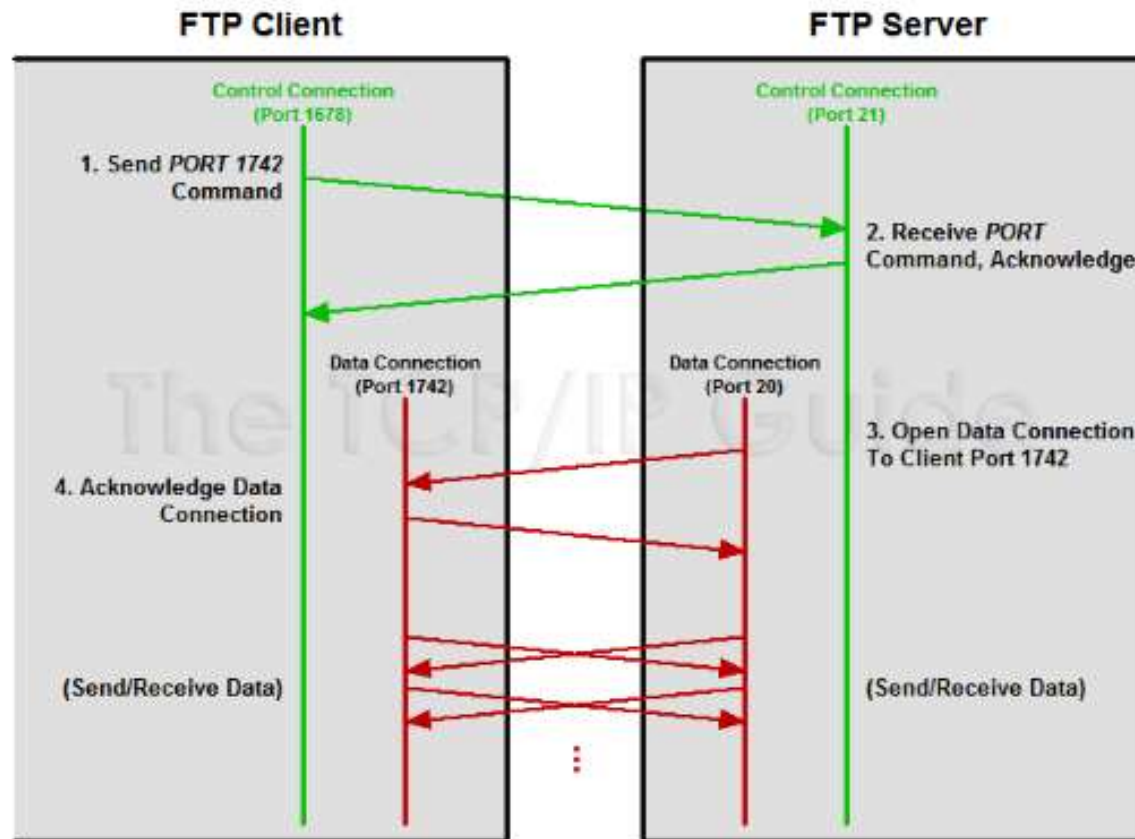 FTP Client
FTP Server
Control Connection
(Port 1678)
Control Connection
(Port 21)
1. Send PORT 1742
Command
2. Receive PORT
Command, Acknowledge
Data Connection
(Port 1742)
Data Connection
(Port 20)
The TCP/IP Guide
3. Open Data Connection
To Client Port 1742
4. Acknowledge Data
Connection
(Send/Receive Data)
(Send/Receive Data)